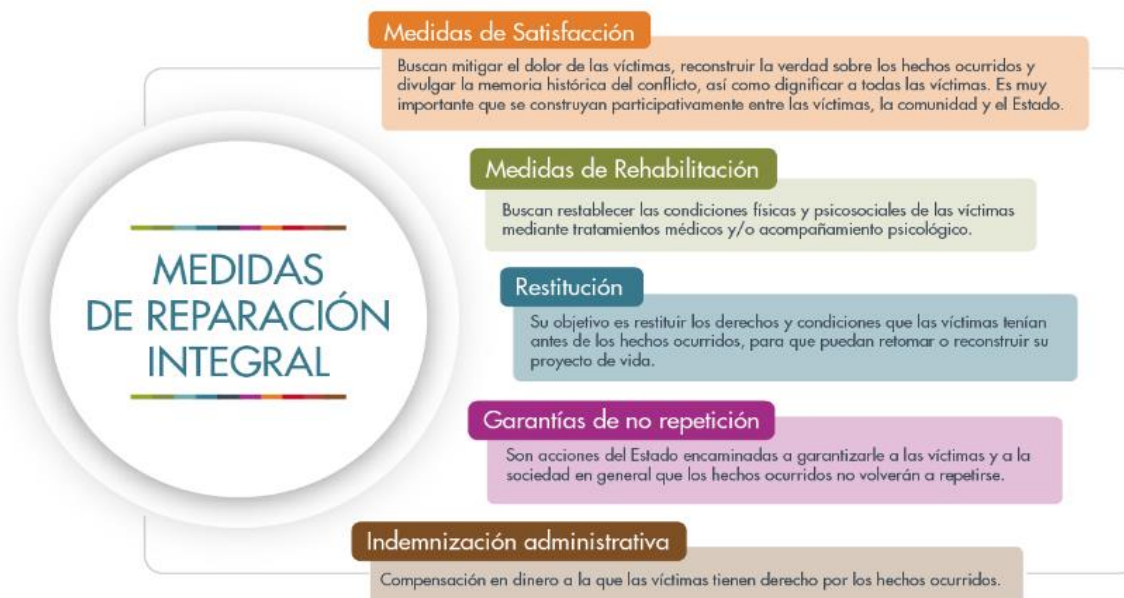 Medidas de Satisfacción
Buscan mitigar el dolor de las víctimas, reconstruir la verdad sobre los hechos ocurridos y
divulgar la memoria histórica del conflicto, así como dignificar a todas las víctimas. Es muy
importante que se construyan participativamente entre las víctimas, la comunidad y el Estado.
Medidas de Rehabilitación
Buscan restablecer las condiciones físicas y psicosociales de las víctimas
mediante tratamientos médicos y/o acompañamiento psicológico.
MEDIDAS
DE REPARACIÓN
INTEGRAL
Restitución
Su objetivo es restituir los derechos y condiciones que las víctimas tenían
antes de los hechos ocurridos, para que puedan retomar o reconstruir su
proyecto de vida.
Garantías de no repetición
Son acciones del Estado encaminadas a garantizarle a las víctimas y a la
sociedad en general que los hechos ocurridos no volverán a repetirse.
Indemnización administrativa
Compensación en dinero a la que las víctimas tienen derecho por los hechos ocurridos.